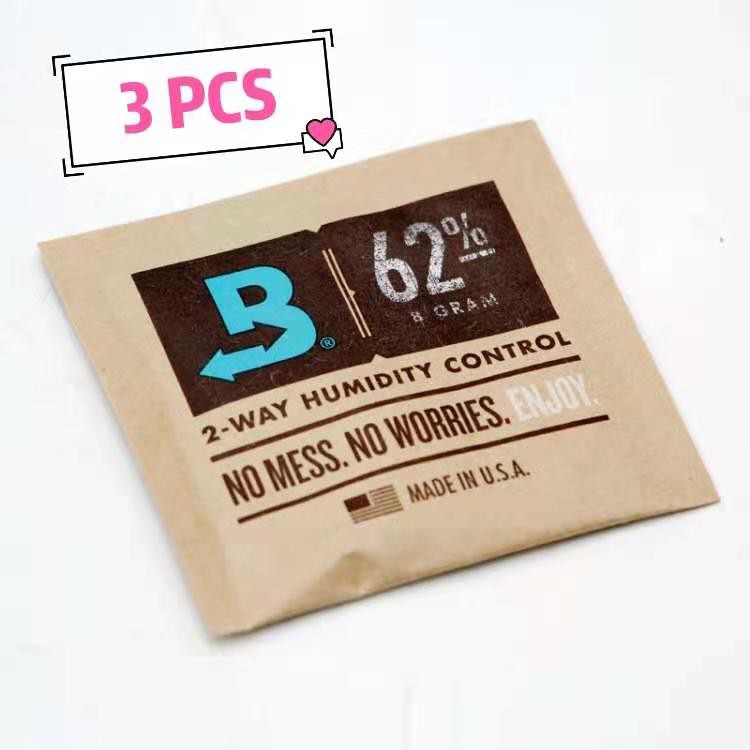 3 PCS
B®
62%
8 GRAM
2-WAY HUMIDITY CONTROL
NO MESS. NO WORRIES. ENJOY.
MADE IN U.S.A.